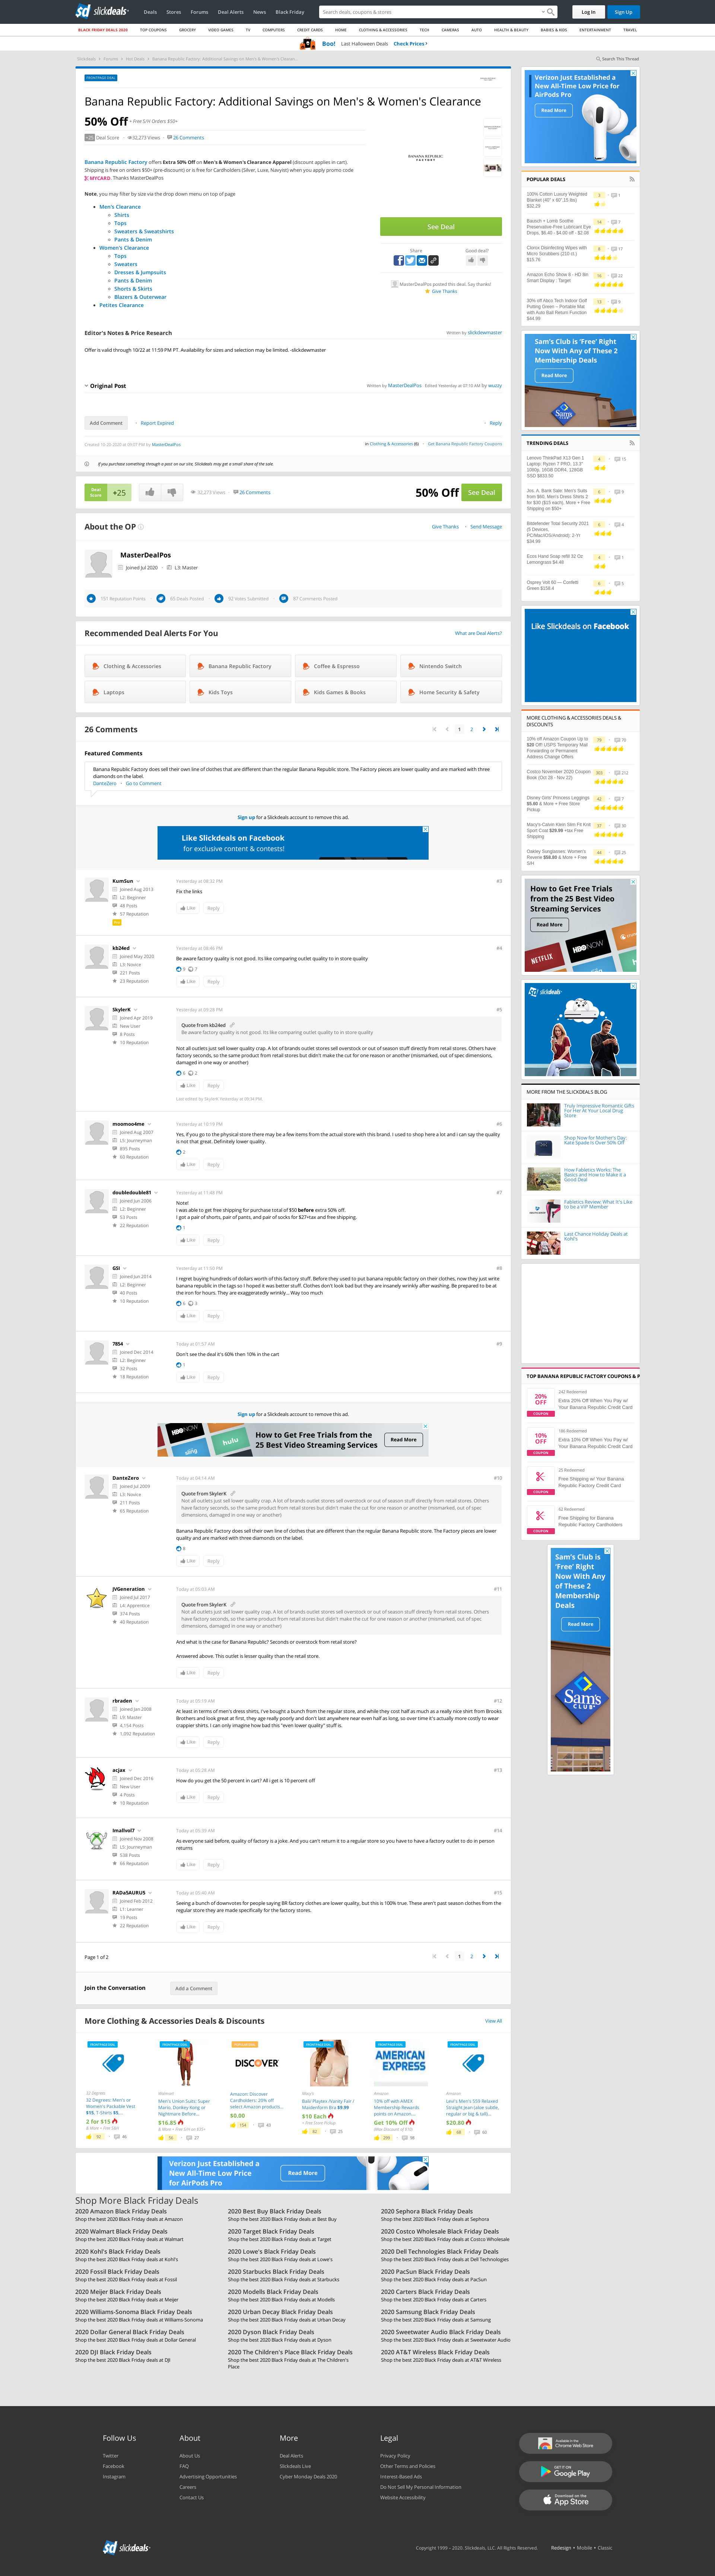 slickdeals
Deals Stores Forums Deal Alerts News Black Friday
Search deals, coupons & stores
Log In Sign Up
BLACK FRIDAY DEALS 2020 TOP COUPONS GROCERY VIDEO GAMES TV COMPUTERS CREDIT CARDS HOME CLOTHING & ACCESSORIES TECH CAMERAS AUTO HEALTH & BEAUTY BABIES & KIDS ENTERTAINMENT TRAVEL
Boo! Last Halloween Deals Check Prices
Search This Thread
FRONTPAGE DEAL
Banana Republic Factory: Additional Savings on Men's & Women's Clearance
50% Off + Free S/H Orders $50+
+25 Deal Score 32,273 Views 26 Comments
Banana Republic Factory offers Extra 50% Off on Men's & Women's Clearance Apparel (discount applies in cart).
Shipping is free on orders $50+ (pre-discount) or is free for Cardholders (Silver, Luxe, Navyist) when you apply promo code
MYCARD. Thanks MasterDealPos
Note, you may filter by size via the drop down menu on top of page
Men's Clearance
Shirts
Tops
Sweaters & Sweatshirts
Pants & Denim
Women's Clearance
Tops
Sweaters
Dresses & Jumpsuits
Pants & Denim
Shorts & Skirts
Blazers & Outerwear
Petites Clearance
BANANA REPUBLIC
See Deal
Share Good deal?
MasterDealPos posted this deal. Say thanks!
Give Thanks
Editor's Notes & Price Research Written by slickdewmaster
Offer is valid through 10/22 at 11:59 PM PT. Availability for sizes and selection may be limited. -slickdewmaster
Original Post Written by MasterDealPos Edited Yesterday at 07:10 AM by wuzzy
Add Comment Report Expired Reply
Created 10-20-2020 at 03:07 PM by MasterDealPos
in Clothing & Accessories (6) Get Banana Republic Factory Coupons
If you purchase something through a post on our site, Slickdeals may get a small share of the sale.
Deal Score +25 32,273 Views 26 Comments 50% Off See Deal
About the OP Give Thanks Send Message
MasterDealPos
Joined Jul 2020 L3: Master
751 Reputation Points 65 Deals Posted 92 Votes Submitted 97 Comments Posted
Recommended Deal Alerts For You What are Deal Alerts?
Clothing & Accessories Banana Republic Factory Coffee & Espresso Nintendo Switch
Laptops Kids Toys Kids Games & Books Home Security & Safety
26 Comments 1 2
Featured Comments
Banana Republic Factory does sell their own line of clothes that are different than the regular Banana Republic store. The Factory pieces are lower quality and are marked with three
diamonds on the label.
DanteZero Go to Comment
Sign up for a Slickdeals account to remove this ad.
Like Slickdeals on Facebook
for exclusive content & contests!
KumSun Yesterday at 08:32 PM #3
Joined Aug 2013
L2: Beginner
48 Posts
57 Reputation
Pro
Fix the links
Like Reply
kb24ed Yesterday at 08:46 PM #4
Joined May 2020
L3: Novice
221 Posts
23 Reputation
Be aware factory quality is not good. Its like comparing outlet quality to in store quality
9 7
Like Reply
SkylerK Yesterday at 09:28 PM #5
Joined Apr 2019
New User
6 Posts
10 Reputation
Quote from kb24ed
Be aware factory quality is not good. Its like comparing outlet quality to in store quality.
Not all outlets just sell lower quality crap. A lot of brands outlet stores sell overstock or out of season stuff directly from retail stores. Others have
factory seconds, so the same product from retail stores but didn't make the cut for one reason or another (mismarked, out of spec dimensions,
damaged in one way or another)
6 2
Like Reply
Last edited by SkylerK Yesterday at 09:34 PM.
moomoo4me Yesterday at 10:19 PM #6
Joined Aug 2007
L5: Journeyman
895 Posts
60 Reputation
Yes, if you go to the physical store there may be a few items from the actual store with this brand. I used to shop here a lot and i can say the quality
is not that great. Definitely lower quality.
2
Like Reply
doubledouble81 Yesterday at 11:48 PM #7
Joined Jun 2006
L2: Beginner
53 Posts
22 Reputation
Note!
I was able to get free shipping for purchase total of $50 before extra 50% off.
I got a pair of shorts, pair of pants, and pair of socks for $27+tax and free shipping.
1
Like Reply
GSI Yesterday at 11:50 PM #8
Joined Jun 2014
L2: Beginner
40 Posts
10 Reputation
I regret buying hundreds of dollars worth of this factory stuff. Before they used to put banana republic factory on their clothes, now they just write
banana republic in the tags so I hoped it was better stuff. Clothes don't look bad but they are insanely wrinkly after washing. Be prepared to be at
the iron for hours. They are exaggerately wrinkly... Way too much
6 3
Like Reply
7854 Today at 01:57 AM #9
Joined Dec 2014
L2: Beginner
32 Posts
18 Reputation
Don't see the deal it's 60% then 10% in the cart
1
Like Reply
Sign up for a Slickdeals account to remove this ad.
HBO NOW hulu How to Get Free Trials from the
25 Best Video Streaming Services Read More
DanteZero Today at 04:14 AM #10
Joined Jul 2009
L3: Novice
211 Posts
65 Reputation
Quote from SkylerK
Not all outlets just sell lower quality crap. A lot of brands outlet stores sell overstock or out of season stuff directly from retail stores. Others
have factory seconds, so the same product from retail stores but didn't make the cut for one reason or another (mismarked, out of spec
dimensions, damaged in one way or another)
Banana Republic Factory does sell their own line of clothes that are different than the regular Banana Republic store. The Factory pieces are lower
quality and are marked with three diamonds on the label.
8
Like Reply
JVGeneration Today at 05:03 AM #11
Joined Jul 2017
L4: Apprentice
374 Posts
40 Reputation
Quote from SkylerK
Not all outlets just sell lower quality crap. A lot of brands outlet stores sell overstock or out of season stuff directly from retail stores. Others
have factory seconds, so the same product from retail stores but didn't make the cut for one reason or another (mismarked, out of spec
dimensions, damaged in one way or another)
And what is the case for Banana Republic? Seconds or overstock from retail store?
Answered above. This outlet is lesser quality than the retail store.
Like Reply
rbraden Today at 05:19 AM #12
Joined Jan 2008
L9: Master
4,154 Posts
1,092 Reputation
At least in terms of men's dress shirts, I've bought a bunch from the regular store, and while they cost half as much as a really nice shirt from Brooks
Brothers and look great at first, they age really poorly and don't last anywhere near even half as long, so over time it's actually more costly to wear
crappier shirts. I can only imagine how bad this "even lower quality" stuff is.
Like Reply
acjax Today at 05:28 AM #13
Joined Dec 2016
New User
4 Posts
10 Reputation
How do you get the 50 percent in cart? All i get is 10 percent off
Like Reply
Imallvol7 Today at 05:39 AM #14
Joined Nov 2008
L5: Journeyman
538 Posts
66 Reputation
As everyone said before, quality of factory is a joke. And you can't return it to a regular store so you have to have a factory outlet to do in person
returns
Like Reply
RADaSAURUS Today at 05:40 AM #15
Joined Feb 2012
L1: Learner
19 Posts
22 Reputation
Seeing a bunch of downvotes for people saying BR factory clothes are lower quality, but this is 100% true. These aren't past season clothes from the
regular store they are made specifically for the factory stores.
Like Reply
Page 1 of 2 1 2
Join the Conversation Add a Comment
More Clothing & Accessories Deals & Discounts View All
DISCOVER AMERICAN EXPRESS
32 Degrees: Men's or Women's Packable Vest $15, T-Shirts $5...
2 for $15
Men's Union Suits: Super Mario, Donkey Kong or Nightmare Before...
$16.85
Amazon: Discover Cardholders: 20% off select Amazon products...
$0.00
Bali/ Playtex /Vanity Fair / Maidenform Bra $9.99
$10 Each
+ Free Store Pickup
10% off with AMEX Membership Rewards points on Amazon...
Get 10% Off
Levi's Men's 559 Relaxed Straight Jean (aloe subtle, regular or big & tall)...
$20.80
Verizon Just Established a
New All-Time Low Price
for AirPods Pro Read More
Shop More Black Friday Deals
2020 Amazon Black Friday Deals 2020 Best Buy Black Friday Deals 2020 Sephora Black Friday Deals
Shop the best 2020 Black Friday deals at Amazon Shop the best 2020 Black Friday deals at Best Buy Shop the best 2020 Black Friday deals at Sephora
2020 Walmart Black Friday Deals 2020 Target Black Friday Deals 2020 Costco Wholesale Black Friday Deals
Shop the best 2020 Black Friday deals at Walmart Shop the best 2020 Black Friday deals at Target Shop the best 2020 Black Friday deals at Costco Wholesale
2020 Kohl's Black Friday Deals 2020 Lowe's Black Friday Deals 2020 Dell Technologies Black Friday Deals
Shop the best 2020 Black Friday deals at Kohl's Shop the best 2020 Black Friday deals at Lowe's Shop the best 2020 Black Friday deals at Dell Technologies
2020 Fossil Black Friday Deals 2020 Starbucks Black Friday Deals 2020 PacSun Black Friday Deals
Shop the best 2020 Black Friday deals at Fossil Shop the best 2020 Black Friday deals at Starbucks Shop the best 2020 Black Friday deals at PacSun
2020 Meijer Black Friday Deals 2020 Modells Black Friday Deals 2020 Carters Black Friday Deals
Shop the best 2020 Black Friday deals at Meijer Shop the best 2020 Black Friday deals at Modells Shop the best 2020 Black Friday deals at Carters
2020 Williams-Sonoma Black Friday Deals 2020 Urban Decay Black Friday Deals 2020 Samsung Black Friday Deals
Shop the best 2020 Black Friday deals at Williams-Sonoma Shop the best 2020 Black Friday deals at Urban Decay Shop the best 2020 Black Friday deals at Samsung
2020 Dollar General Black Friday Deals 2020 Dyson Black Friday Deals 2020 Sweetwater Audio Black Friday Deals
Shop the best 2020 Black Friday deals at Dollar General Shop the best 2020 Black Friday deals at Dyson Shop the best 2020 Black Friday deals at Sweetwater Audio
2020 DJI Black Friday Deals 2020 The Children's Place Black Friday Deals 2020 AT&T Wireless Black Friday Deals
Shop the best 2020 Black Friday deals at DJI Shop the best 2020 Black Friday deals at The Children's Place Shop the best 2020 Black Friday deals at AT&T Wireless
Verizon Just Established a
New All-Time Low Price for
AirPods Pro
Read More
POPULAR DEALS
100% Cotton Luxury Weighted
Blanket (48" x 60",15 lbs)
$32.29
Bausch + Lomb Soothe
Preservative-Free Lubricant Eye
Drops, $6.40 - $4.00 off - $2.08
Clorox Disinfecting Wipes with
Micro Scrubbers (210 ct.)
$15.76
Amazon Echo Show 8 - HD 8in
Smart Display : Target
30% off Abco Tech Indoor Golf
Putting Green – Portable Mat
with Auto Ball Return Function
$44.99
Sam's Club is 'Free' Right
Now With Any of These 2
Membership Deals
Read More
Sam's CLUB
TRENDING DEALS
Lenovo ThinkPad X13 Gen 1
Laptop: Ryzen 7 PRO, 13.3"
1080p, 16GB DDR4, 128GB
SSD $933.50
Jos. A. Bank Sale: Men's Suits
from $60, Men's Dress Shirts 2
for $30 ($15 each), More + Free
Shipping on $50+
Bitdefender Total Security 2021
(5 Devices,
PC/Mac/iOS/Android): 2-Yr
$34.98
Ecos Hand Soap refill 32 Oz
Lemongrass $4.48
Osprey Volt 60 — Conflekt
Green $158.4
Like Slickdeals on Facebook
MORE CLOTHING & ACCESSORIES DEALS &
DISCOUNTS
10% off Amazon Coupon Up to
$35 Off! USPS Temporary Mail
Forwarding or Permanent
Address Change Offers
Costco November 2020 Coupon
Book (Oct 28 - Nov 22)
Disney Girls' Princess Leggings
$5.60 & More + Free Store
Pickup
Macy's-Calvin Klein Slim Fit Knit
Sport Coat $29.99 +tax Free
Shipping
Oakley Sunglasses: Women's
Reverie $59.80 & More + Free
S/H
How to Get Free Trials
from the 25 Best Video
Streaming Services
Read More
HBO NOW NETFLIX hulu
slickdeals
MORE FROM THE SLICKDEALS BLOG
Truly Impressive Romantic Gifts
For Her At Your Local Drug
Store
Shop Now for Mother's Day:
Kate Spade is Over 50% Off
How Fabletics Works: The
Basics and How to Make it a
Good Deal
Fabletics Review: What It's Like
to be a VIP Member
Last Chance Holiday Deals at
Kohl's
TOP BANANA REPUBLIC FACTORY COUPONS & P
20% OFF COUPON 242 Redeemed
Extra 20% Off When You Pay w/
Your Banana Republic Credit Card
10% OFF COUPON 186 Redeemed
Extra 10% Off When You Pay w/
Your Banana Republic Credit Card
COUPON 25 Redeemed
Free Shipping w/ Your Banana
Republic Factory Credit Card
COUPON 62 Redeemed
Free Shipping for Banana
Republic Factory Cardholders
Sam's Club is
'Free' Right
Now With Any
of These 2
Membership
Deals
Read More
Sam's CLUB
Follow Us About More Legal
Twitter About Us Deal Alerts Privacy Policy
Facebook FAQ Slickdeals Live Other Terms and Policies
Instagram Advertising Opportunities Cyber Monday Deals 2020 Interest-Based Ads
Careers Do Not Sell My Personal Information
Contact Us Website Accessibility
Available in the Chrome Web Store
GET IT ON Google Play
Download on the App Store
slickdeals
Copyright 1999 - 2020. Slickdeals, LLC. All Rights Reserved. Redesign • Mobile • Classic